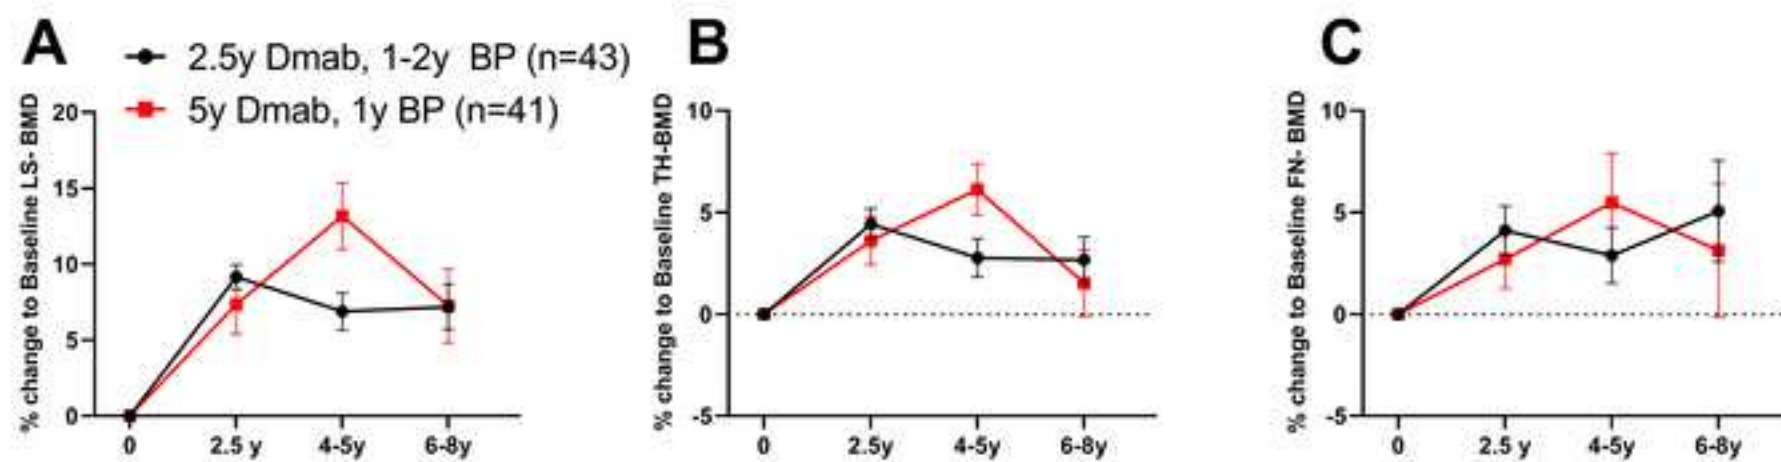 A
2.5y Dmab, 1-2y BP (n=43)
5y Dmab, 1y BP (n=41)
% change to Baseline LS- BMD
20
15
10
5
0
0 2.5 y 4-5y 6-8y
B
% change to Baseline TH-BMD
10
5
0
-5
0 2.5y 4-5y 6-8y
C
% change to Baseline FN- BMD
10
5
0
-5
0 2.5 y 4-5y 6-8y